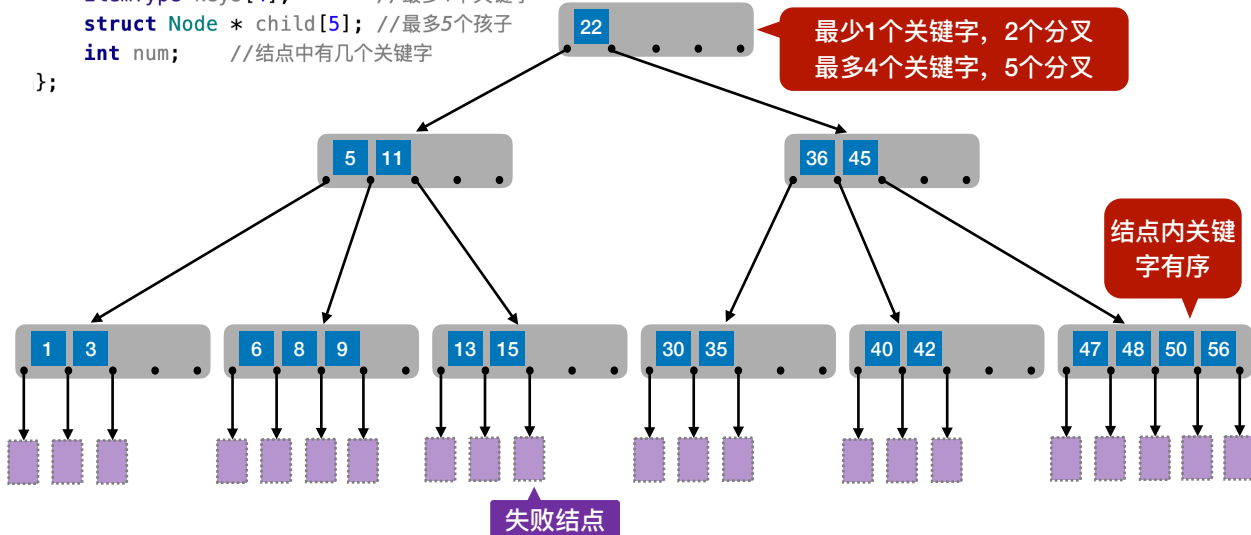 struct Node * child[5]; //最多5个孩子
int num; //结点中有几个关键字
};
22
最少1个关键字，2个分叉
最多4个关键字，5个分叉
5 11
36 45
结点内关键
字有序
1 3
6 8 9
13 15
30 35
40 42
47 48 50 56
失败结点